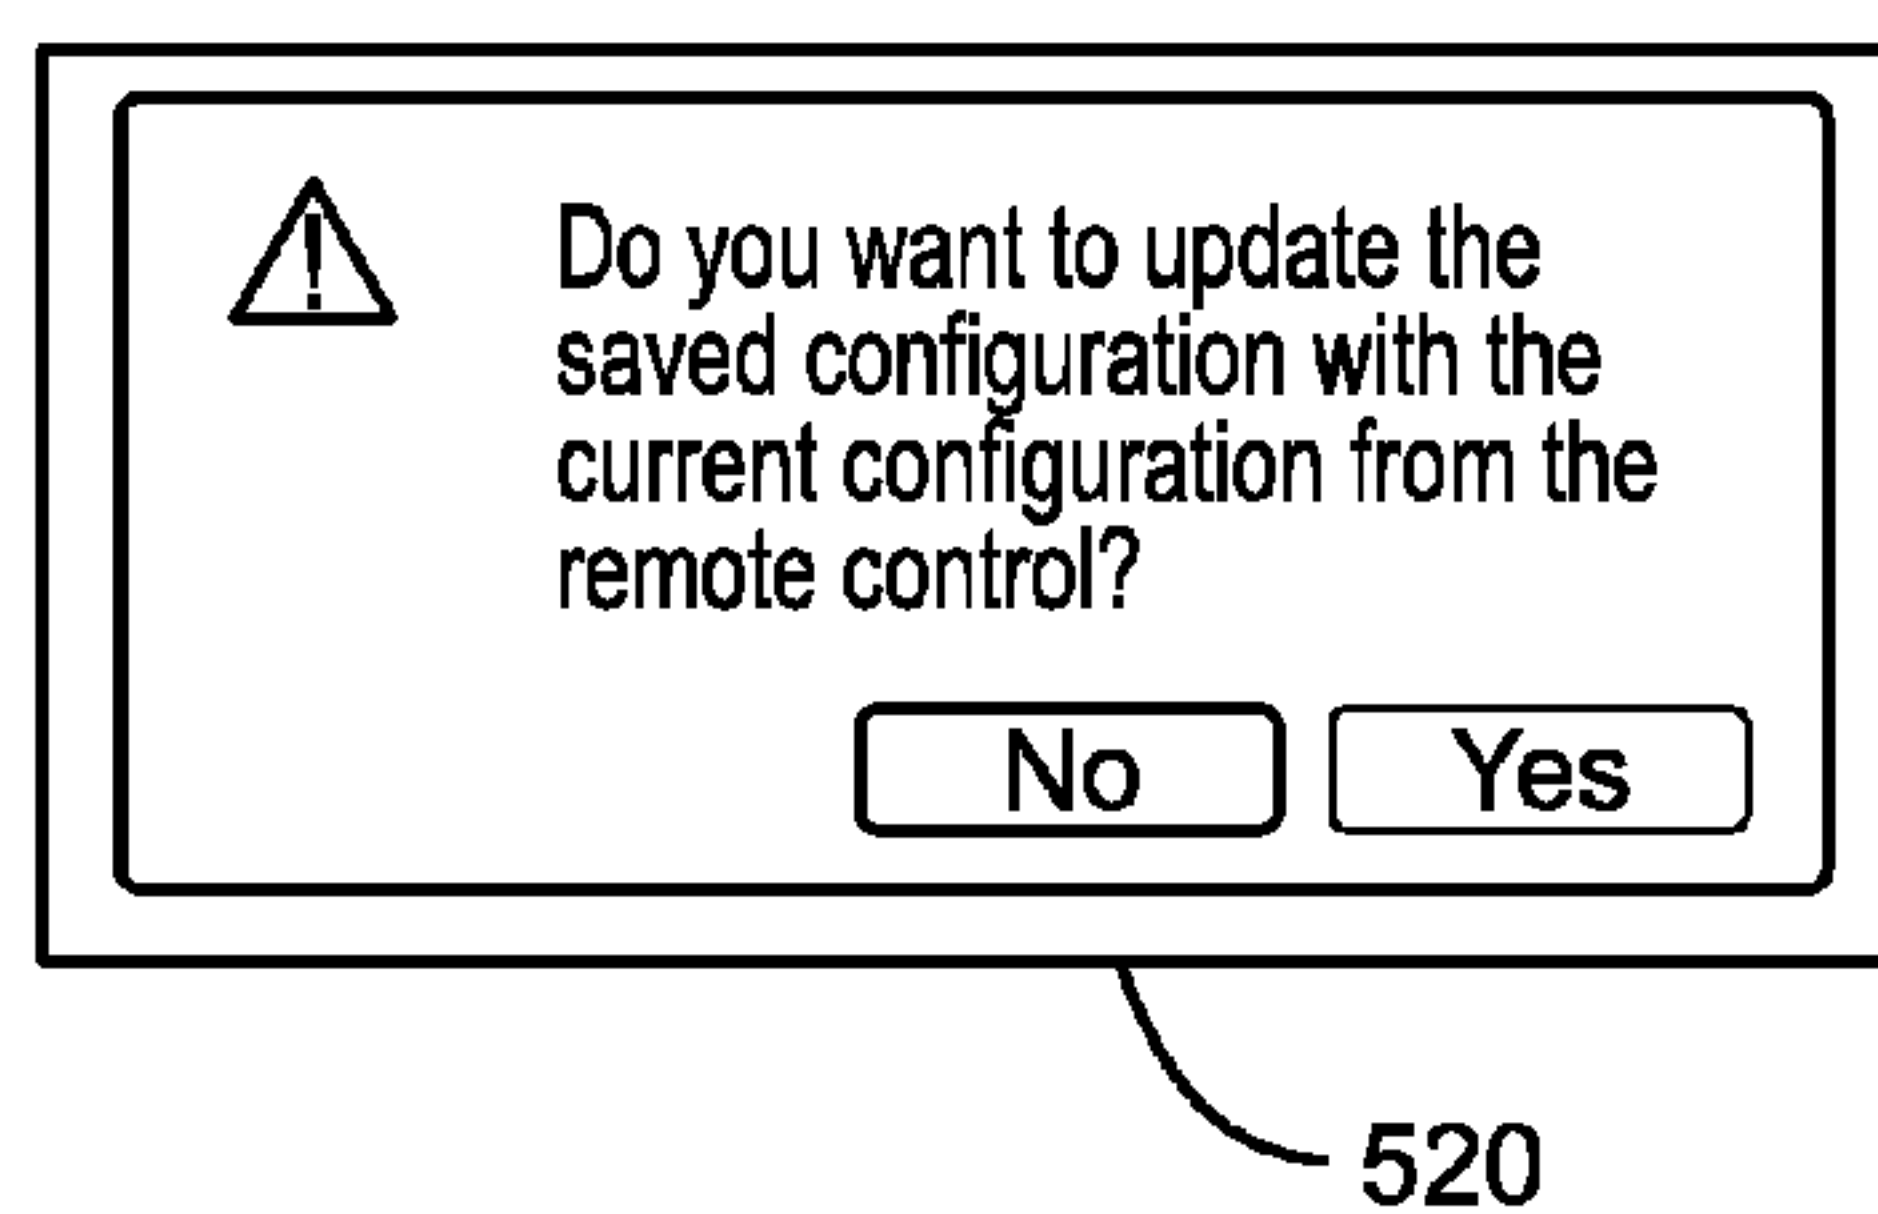 Do you want to update the
saved configuration with the
current configuration from the
remote control?
No Yes
520